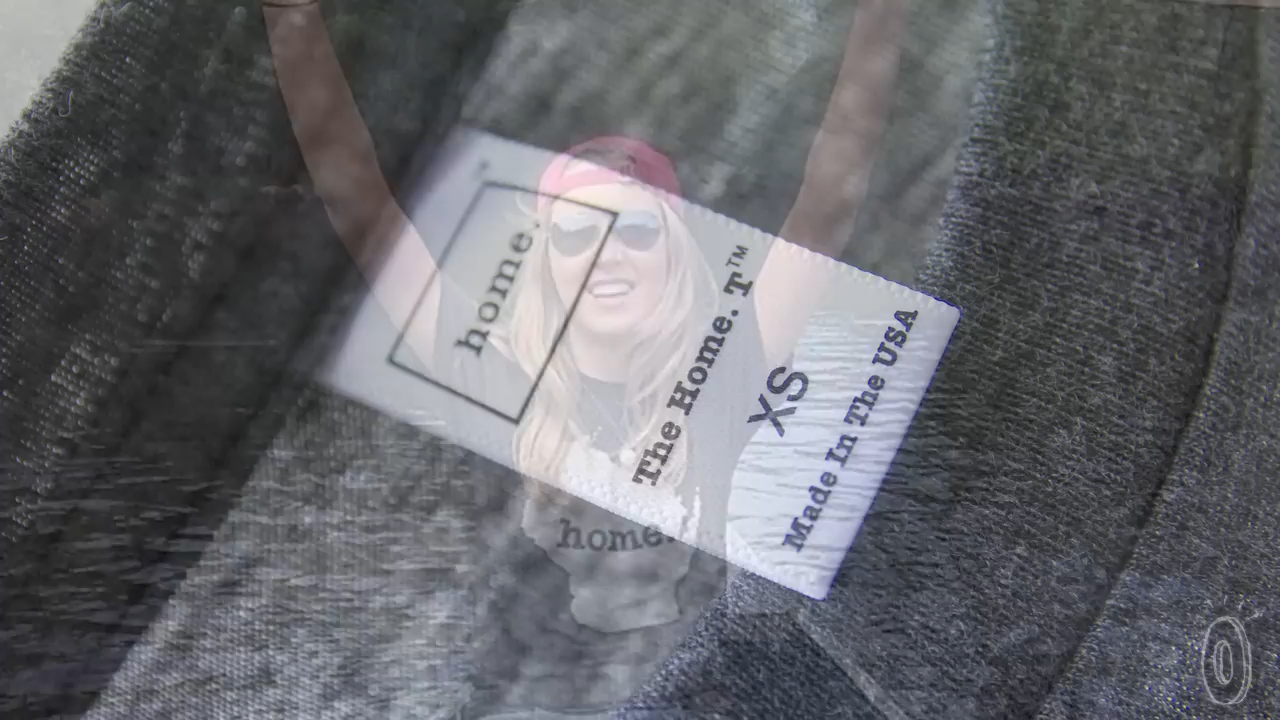 home.
The Home. T™
XS
Made In The USA
home.